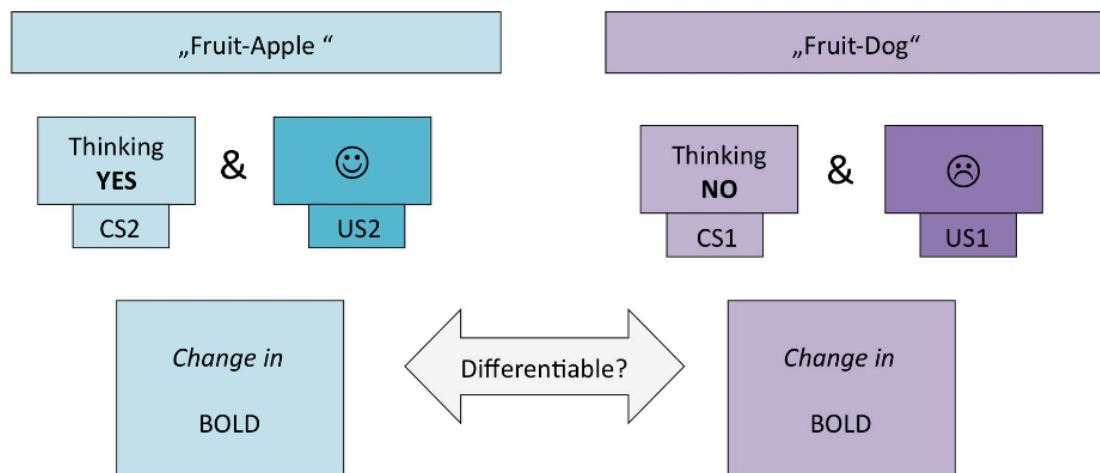 „Fruit-Apple “
„Fruit-Dog“
Thinking
YES
&
☺
CS2
US2
Thinking
NO
&
☹
CS1
US1
Change in
BOLD
Differentiable?
Change in
BOLD